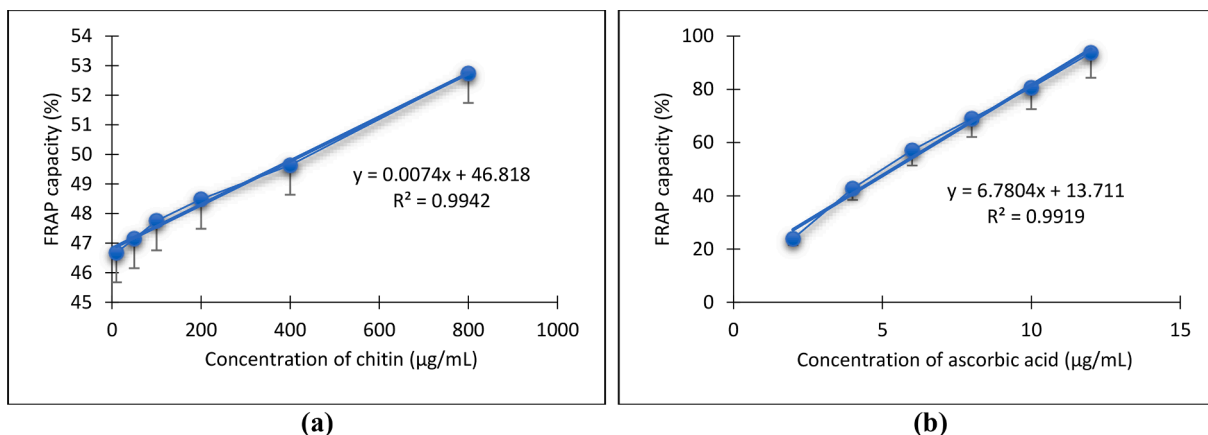 54
53
52
51
50
49
48
47
46
45
FRAP capacity (%)
y = 0.0074x + 46.818
R² = 0.9942
0 200 400 600 800 1000
Concentration of chitin (µg/mL)
(a)
100
80
60
40
20
0
FRAP capacity (%)
y = 6.7804x + 13.711
R² = 0.9919
0 5 10 15
Concentration of ascorbic acid (µg/mL)
(b)